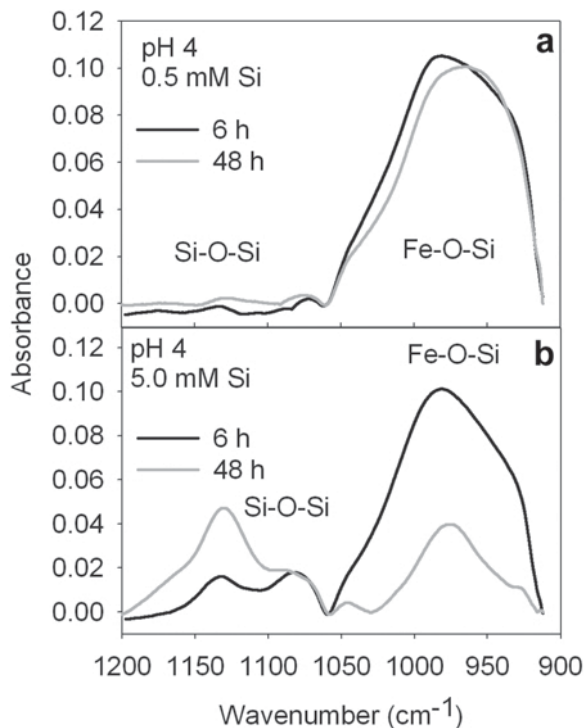 a
pH 4
0.5 mM Si
6 h
48 h
Si-O-Si
Fe-O-Si
0.12
0.10
0.08
0.06
0.04
0.02
0.00
Absorbance
b
pH 4
5.0 mM Si
Fe-O-Si
6 h
48 h
Si-O-Si
0.12
0.10
0.08
0.06
0.04
0.02
0.00
1200 1150 1100 1050 1000 950 900
Wavenumber (cm⁻¹)